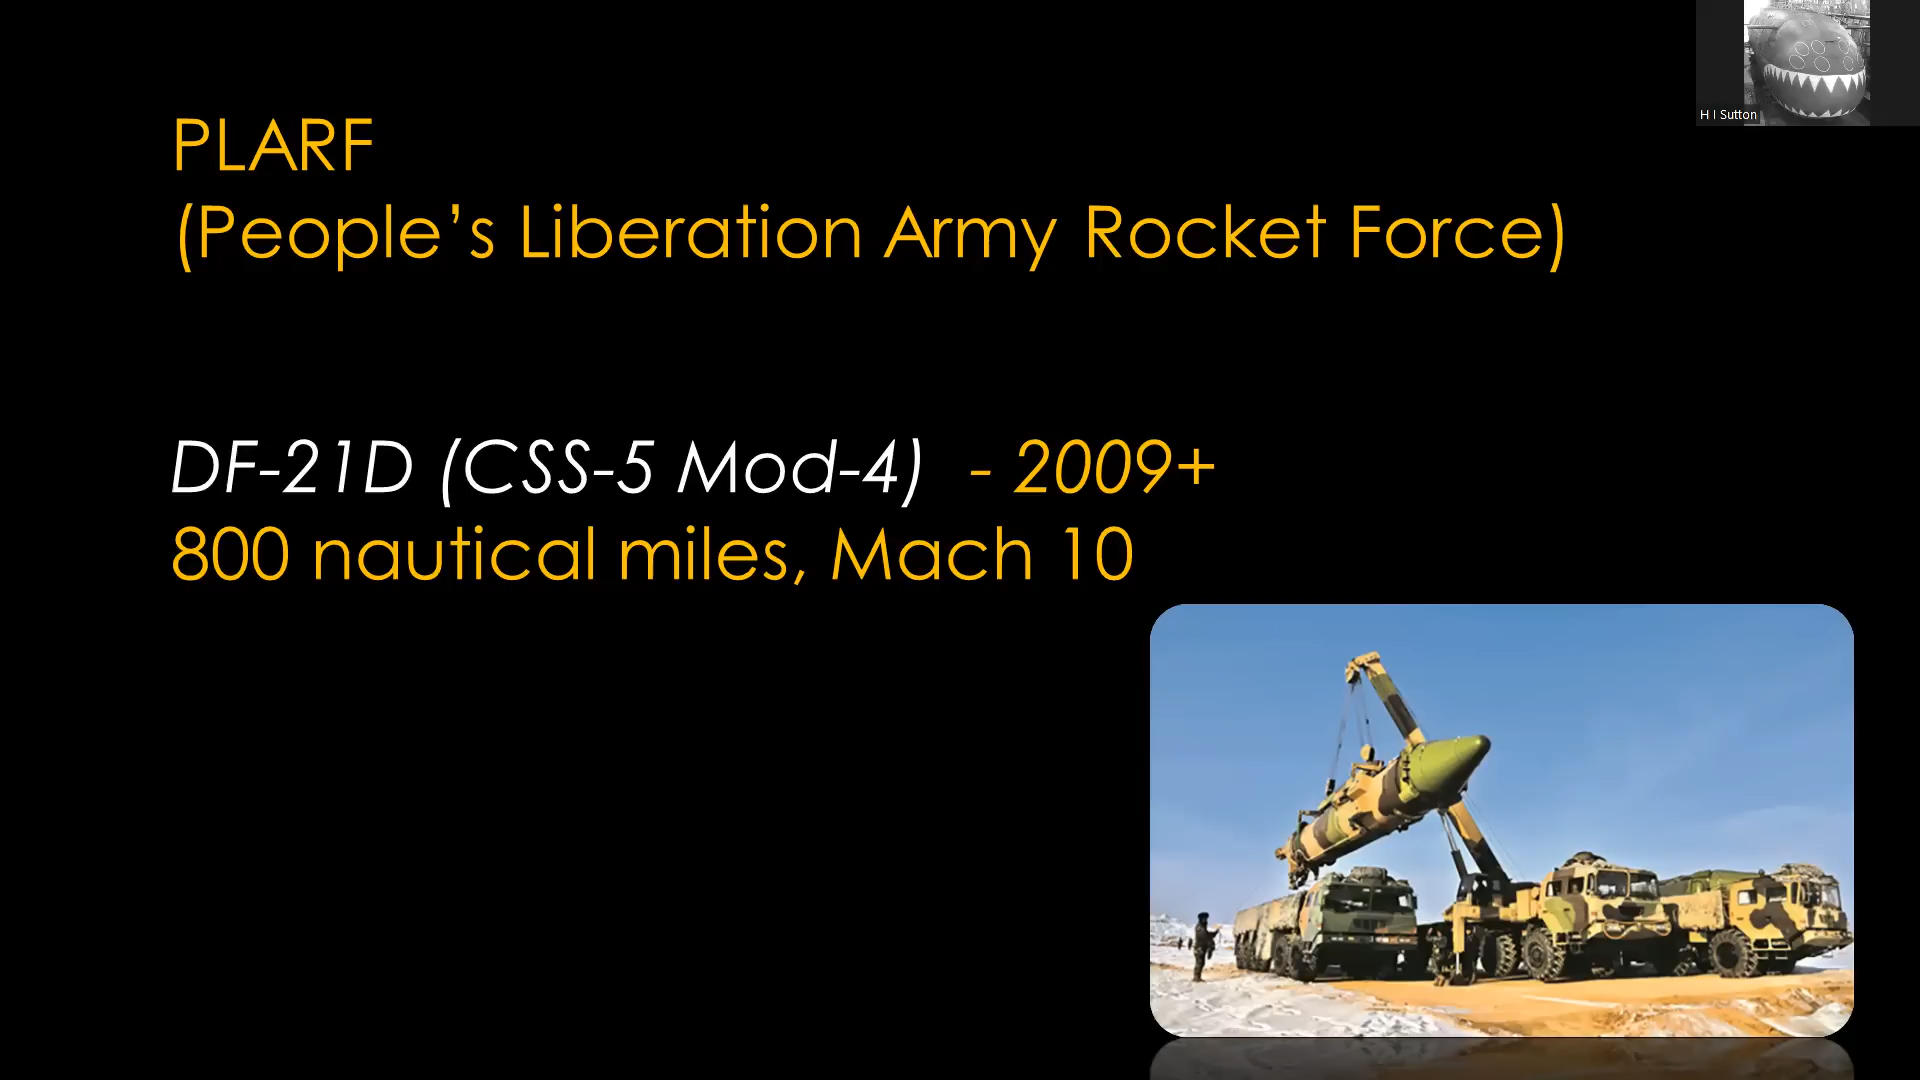 H I Sutton
PLARF
(People’s Liberation Army Rocket Force)
DF-21D (CSS-5 Mod-4) - 2009+
800 nautical miles, Mach 10